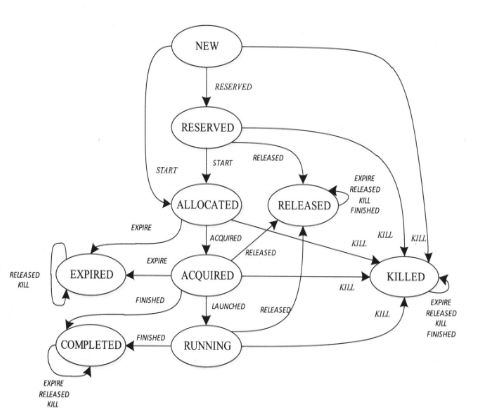 NEW
RESERVED
RESERVED
START
START
RELEASED
EXPIRE
RELEASED
KILL
FINISHED
ALLOCATED
RELEASED
EXPIRE
ACQUIRED
KILL
KILL
KILL
RELEASED
EXPIRE
RELEASED
KILL
EXPIRED
ACQUIRED
KILLED
FINISHED
LAUNCHED
RELEASED
KILL
KILL
EXPIRE
RELEASED
KILL
FINISHED
COMPLETED
FINISHED
RUNNING
EXPIRE
RELEASED
KILL